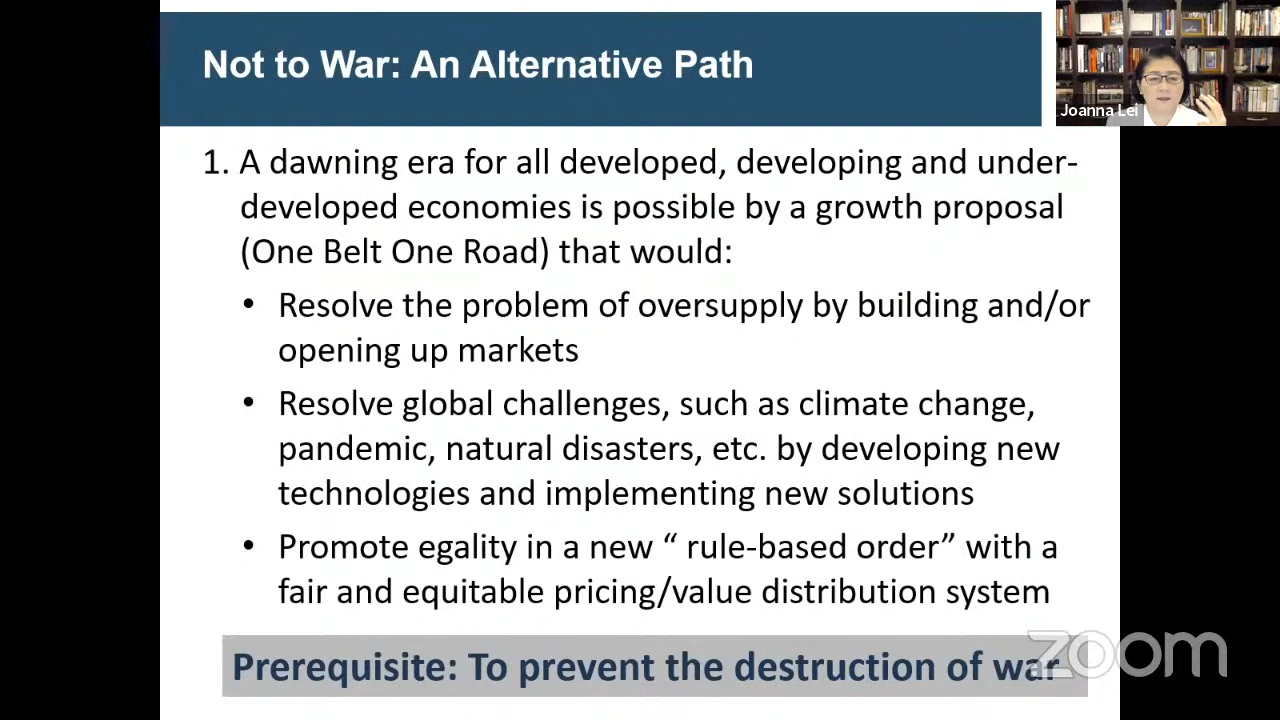 Not to War: An Alternative Path
Joanna Lei
1. A dawning era for all developed, developing and under-
developed economies is possible by a growth proposal
(One Belt One Road) that would:
• Resolve the problem of oversupply by building and/or
opening up markets
• Resolve global challenges, such as climate change,
pandemic, natural disasters, etc. by developing new
technologies and implementing new solutions
• Promote egality in a new “ rule-based order” with a
fair and equitable pricing/value distribution system
Prerequisite: To prevent the destruction of war
zoom